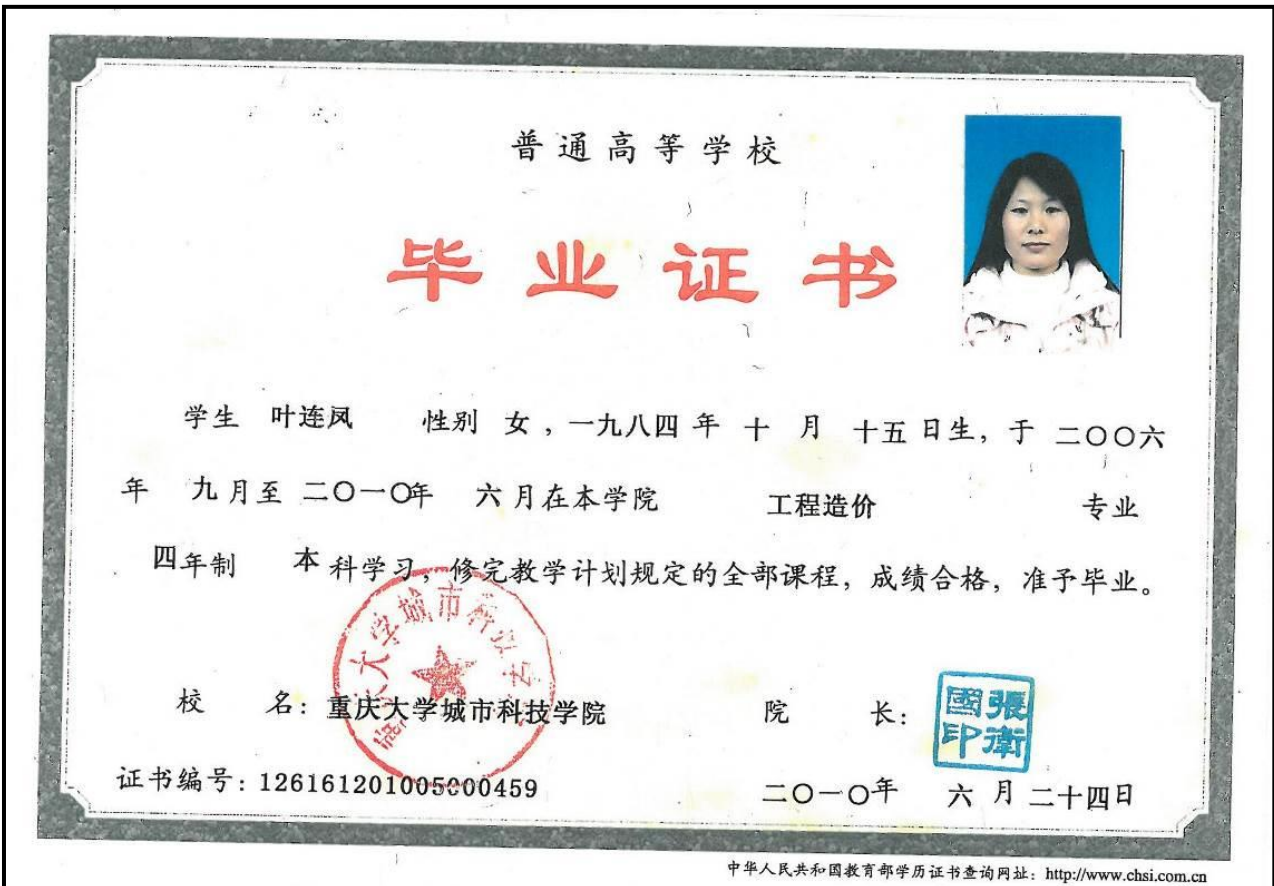 普通高等学校
毕业证书
学生 叶连凤 性别 女，一九八四 年 十 月 十五 日生，于 二〇〇六
年 九 月至 二〇一〇年 六 月在本学院 工程造价 专业
四年制 本 科学习，修完教学计划规定的全部课程，成绩合格，准予毕业。
校 名：重庆大学城市科技学院 院 长：
張衛國印
证书编号：126161201005000459 二〇一〇年 六 月 二十四日
中华人民共和国教育部学历证书查询网址：http://www.chsi.com.cn